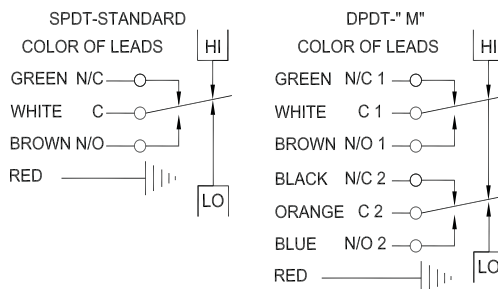 SPDT-STANDARD
COLOR OF LEADS
HI
GREEN N/C
WHITE C
BROWN N/O
RED
LO
DPDT-" M"
COLOR OF LEADS
HI
GREEN N/C 1
WHITE C 1
BROWN N/O 1
BLACK N/C 2
ORANGE C 2
BLUE N/O 2
LO
RED